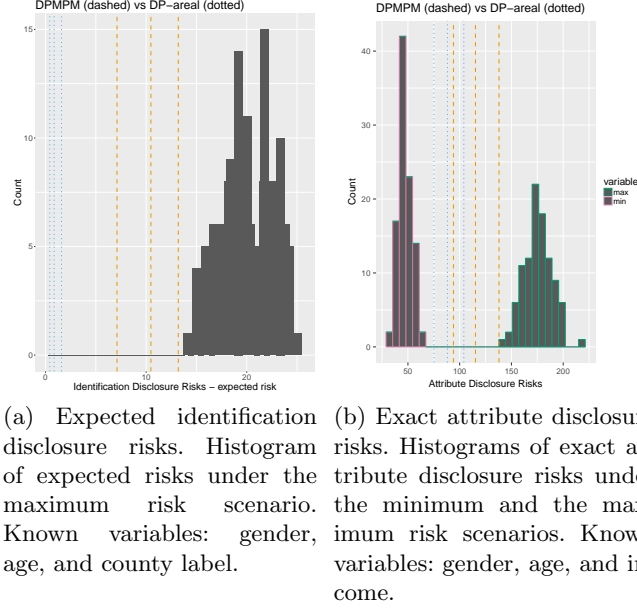 DPMPM (dashed) vs DP−areal (dotted)
15
10
5
0
Count
0
10
20
Identification Disclosure Risks − expected risk
DPMPM (dashed) vs DP−areal (dotted)
40
30
20
10
0
Count
50
100
150
200
Attribute Disclosure Risks
variable
max
min
(a) Expected identification
disclosure risks. Histogram
of expected risks under the
maximum risk scenario.
Known variables: gender,
age, and county label.
(b) Exact attribute disclosur
risks. Histograms of exact a
tribute disclosure risks unde
the minimum and the max
imum risk scenarios. Know
variables: gender, age, and in
come.